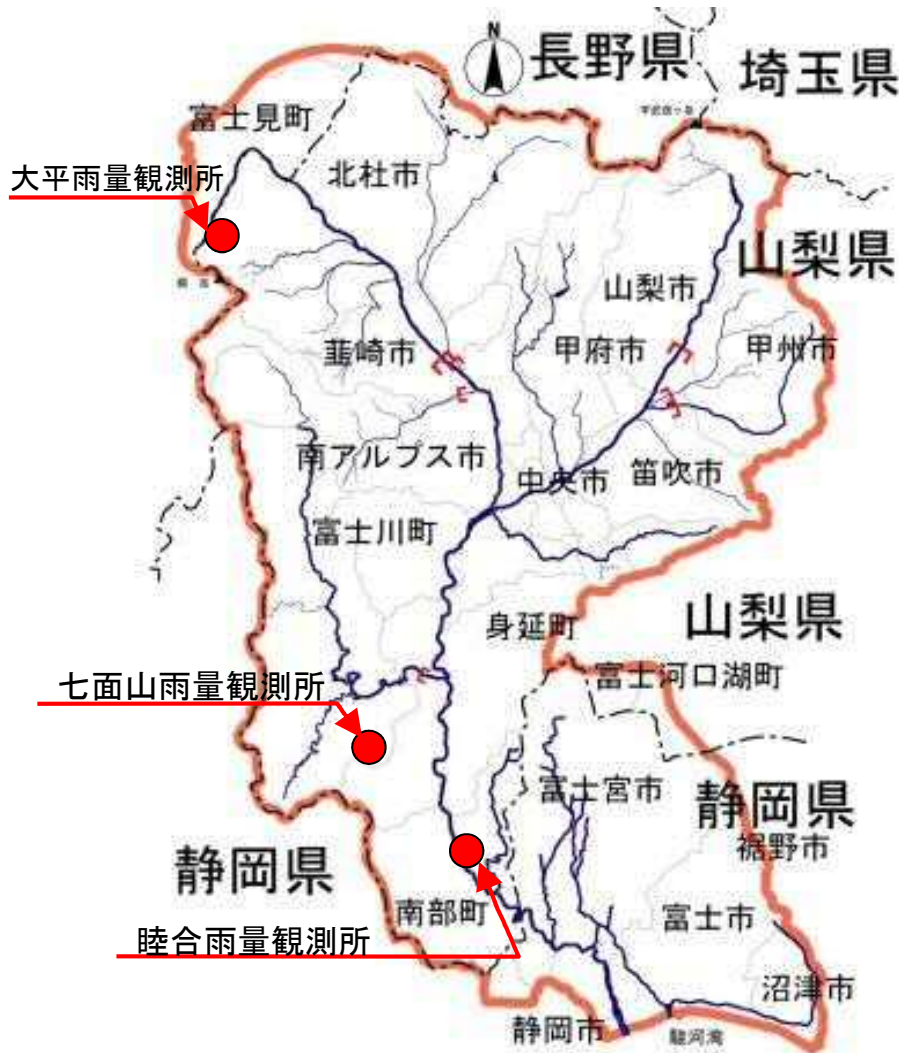 N
長野県
埼玉県
富士見町
甲武信ヶ岳
大平雨量観測所
北杜市
山梨県
山梨市
韮崎市
甲府市
甲州市
南アルプス市
中央市
笛吹市
富士川町
山梨県
身延町
富士河口湖町
七面山雨量観測所
富士宮市
静岡県
裾野市
静岡県
南部町
富士市
睦合雨量観測所
沼津市
静岡市
駿河湾